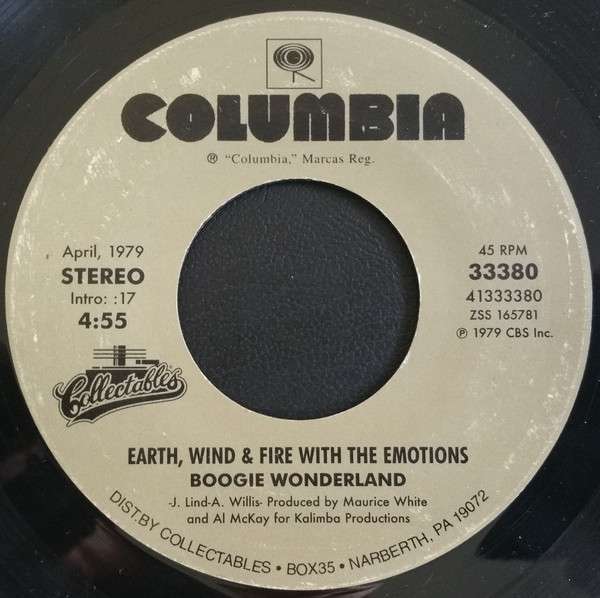 COLUMBIA
® "Columbia," Marcas Reg.
April, 1979
STEREO
Intro: :17
4:55
45 RPM
33380
41333380
ZSS 165781
℗ 1979 CBS Inc.
Collectables
EARTH, WIND & FIRE WITH THE EMOTIONS
BOOGIE WONDERLAND
-J. Lind-A. Willis- Produced by Maurice White
and Al McKay for Kalimba Productions
DIST.BY COLLECTABLES • BOX35 • NARBERTH, PA 19072